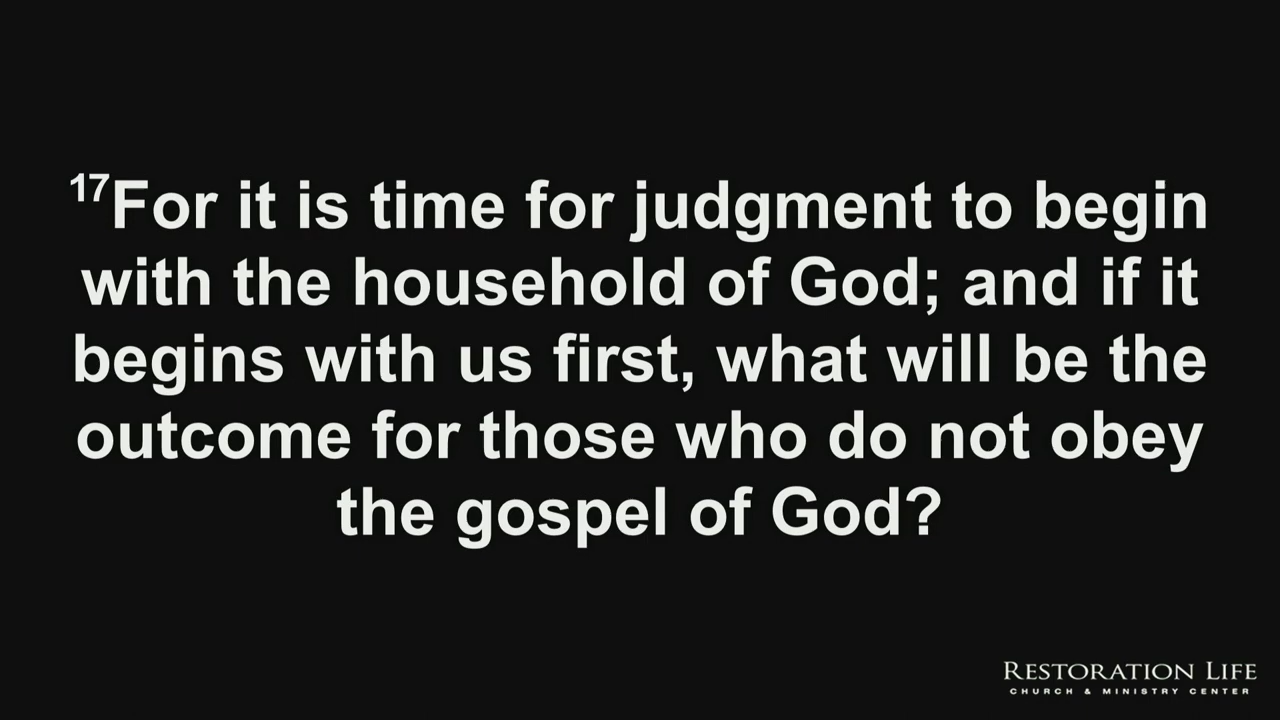 17For it is time for judgment to begin
with the household of God; and if it
begins with us first, what will be the
outcome for those who do not obey
the gospel of God?
RESTORATION LIFE
CHURCH & MINISTRY CENTER